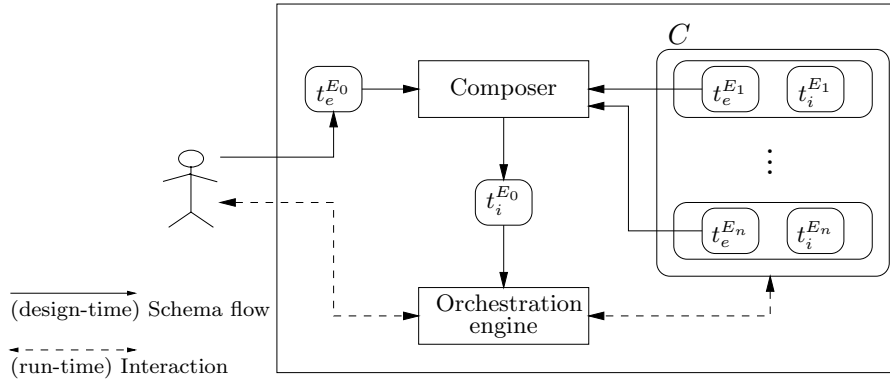 C
t_e^{E_0}
Composer
t_e^{E_1} t_i^{E_1}
⋮
t_i^{E_0}
t_e^{E_n} t_i^{E_n}
(design-time) Schema flow
Orchestration
engine
(run-time) Interaction